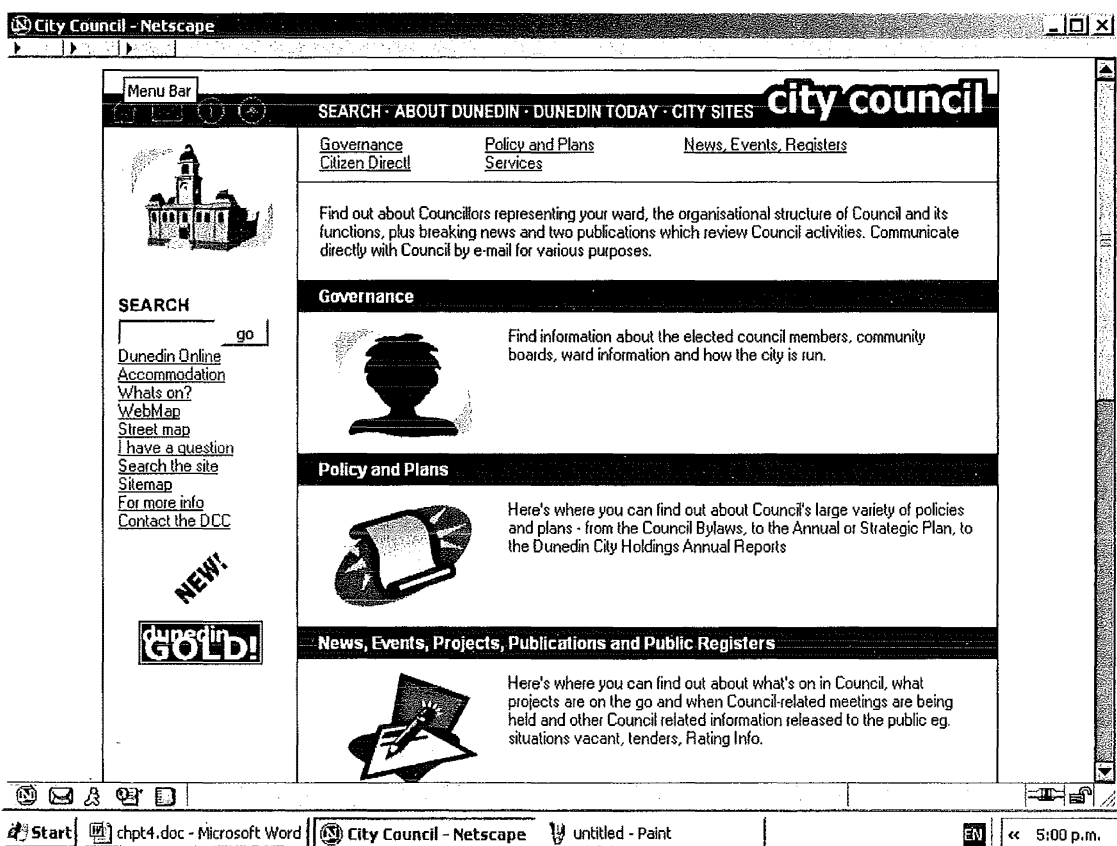 City Council - Netscape
Menu Bar
SEARCH · ABOUT DUNEDIN · DUNEDIN TODAY · CITY SITES
city council
Governance Policy and Plans News, Events, Registers
Citizen Direct! Services
Find out about Councillors representing your ward, the organisational structure of Council and its
functions, plus breaking news and two publications which review Council activities. Communicate
directly with Council by e-mail for various purposes.
SEARCH
go
Dunedin Online
Accommodation
Whats on?
WebMap
Street map
I have a question
Search the site
Sitemap
For more info
Contact the DCC
NEW!
dunedin
GOLD!
Governance
Find information about the elected council members, community
boards, ward information and how the city is run.
Policy and Plans
Here's where you can find out about Council's large variety of policies
and plans - from the Council Bylaws, to the Annual or Strategic Plan, to
the Dunedin City Holdings Annual Reports
News, Events, Projects, Publications and Public Registers
Here's where you can find out about what's on in Council, what
projects are on the go and when Council-related meetings are being
held and other Council related information released to the public eg.
situations vacant, tenders, Rating Info.
Start chpt4.doc - Microsoft Word City Council - Netscape untitled - Paint EN « 5:00 p.m.